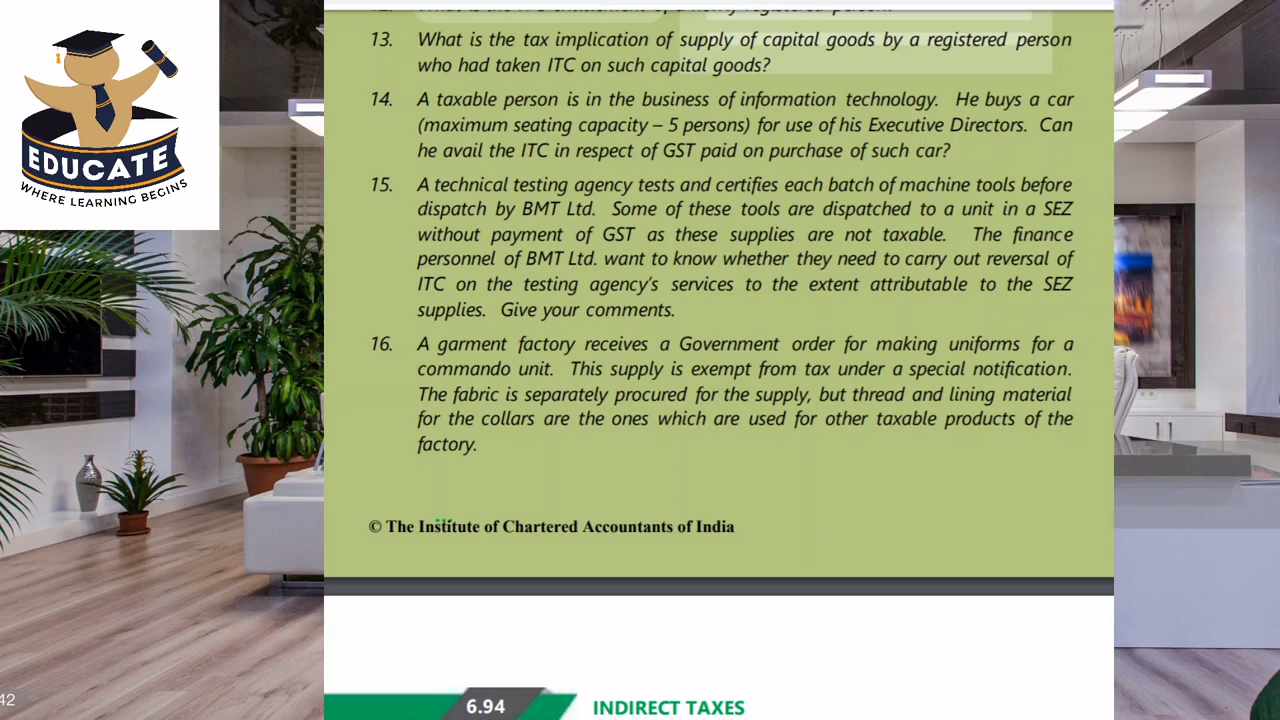 EDUCATE
WHERE LEARNING BEGINS
13. What is the tax implication of supply of capital goods by a registered person
who had taken ITC on such capital goods?
14. A taxable person is in the business of information technology. He buys a car
(maximum seating capacity – 5 persons) for use of his Executive Directors. Can
he avail the ITC in respect of GST paid on purchase of such car?
15. A technical testing agency tests and certifies each batch of machine tools before
dispatch by BMT Ltd. Some of these tools are dispatched to a unit in a SEZ
without payment of GST as these supplies are not taxable. The finance
personnel of BMT Ltd. want to know whether they need to carry out reversal of
ITC on the testing agency's services to the extent attributable to the SEZ
supplies. Give your comments.
16. A garment factory receives a Government order for making uniforms for a
commando unit. This supply is exempt from tax under a special notification.
The fabric is separately procured for the supply, but thread and lining material
for the collars are the ones which are used for other taxable products of the
factory.
© The Institute of Chartered Accountants of India
42
6.94 INDIRECT TAXES